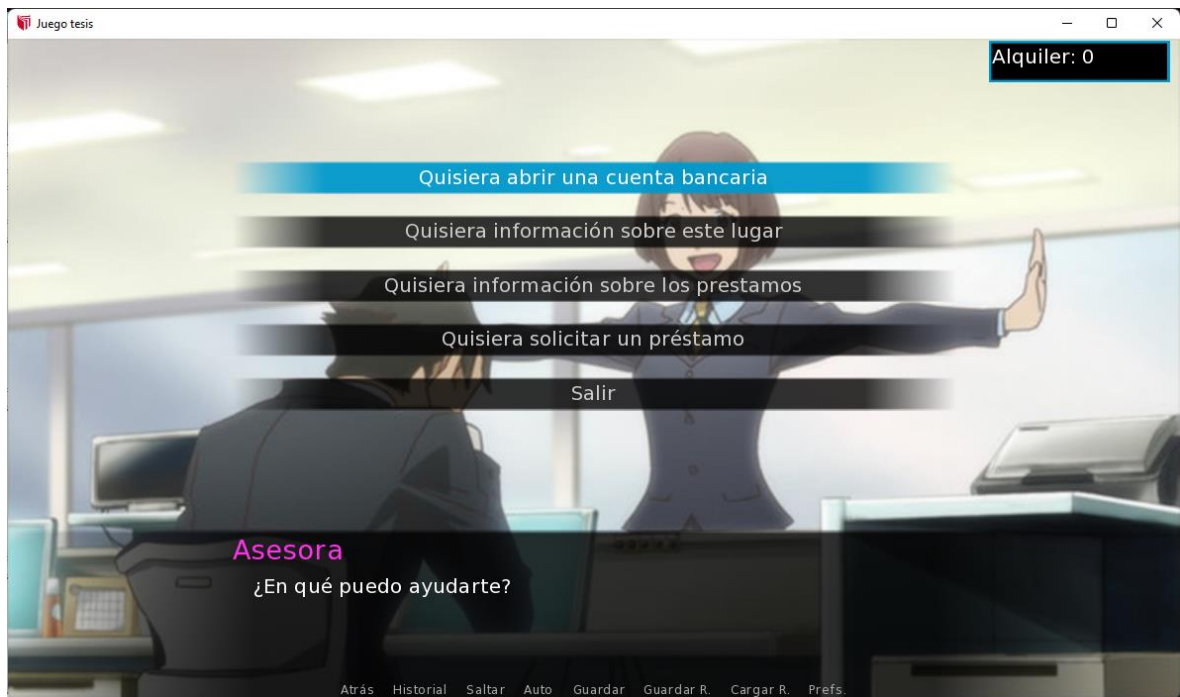 Juego tesis
Alquiler: 0
Quisiera abrir una cuenta bancaria
Quisiera información sobre este lugar
Quisiera información sobre los prestamos
Quisiera solicitar un préstamo
Salir
Asesora
¿En qué puedo ayudarte?
Atrás Historial Saltar Auto Guardar Guardar R. Cargar R. Prefs.